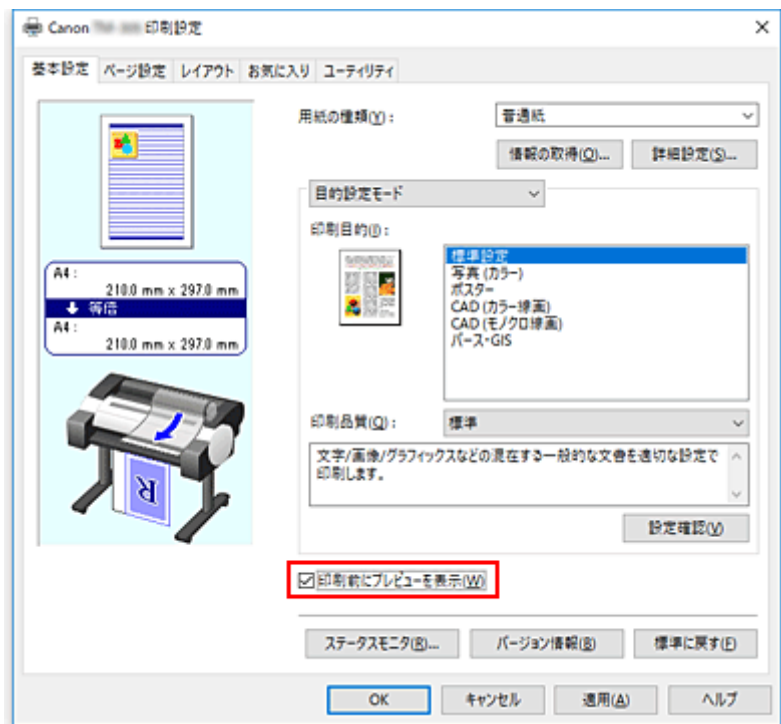 Canon 印刷設定
基本設定 ページ設定 レイアウト お気に入り ユーティリティ
用紙の種類(Y): 普通紙
情報の取得(O)... 詳細設定(S)...
目的設定モード
印刷目的(I):
標準設定
写真 (カラー)
ポスター
CAD (カラー線画)
CAD (モノクロ線画)
パース・GIS
A4 :
210.0 mm x 297.0 mm
等倍
A4 :
210.0 mm x 297.0 mm
R
印刷品質(Q): 標準
文字/画像/グラフィックスなどの混在する一般的な文書を適切な設定で
印刷します。
設定確認(V)
印刷前にプレビューを表示(W)
ステータスモニタ(R)... バージョン情報(B) 標準に戻す(F)
OK キャンセル 適用(A) ヘルプ